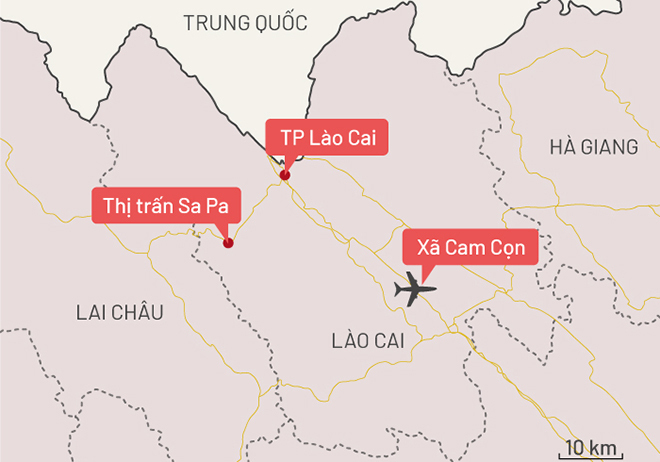 TRUNG QUỐC
TP Lào Cai
HÀ GIANG
Thị trấn Sa Pa
Xã Cam Cọn
LAI CHÂU
LÀO CAI
10 km